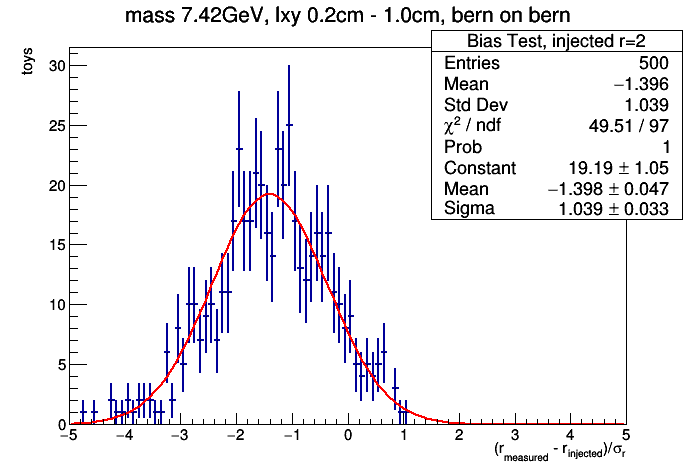 mass 7.42GeV, lxy 0.2cm - 1.0cm, bern on bern
Bias Test, injected r=2
Entries 500
Mean −1.396
Std Dev 1.039
χ² / ndf 49.51 / 97
Prob 1
Constant 19.19 ± 1.05
Mean −1.398 ± 0.047
Sigma 1.039 ± 0.033
toys
30
25
20
15
10
5
0
−5 −4 −3 −2 −1 0 1 2 3 4 5
(r_measured - r_injected)/σ_r